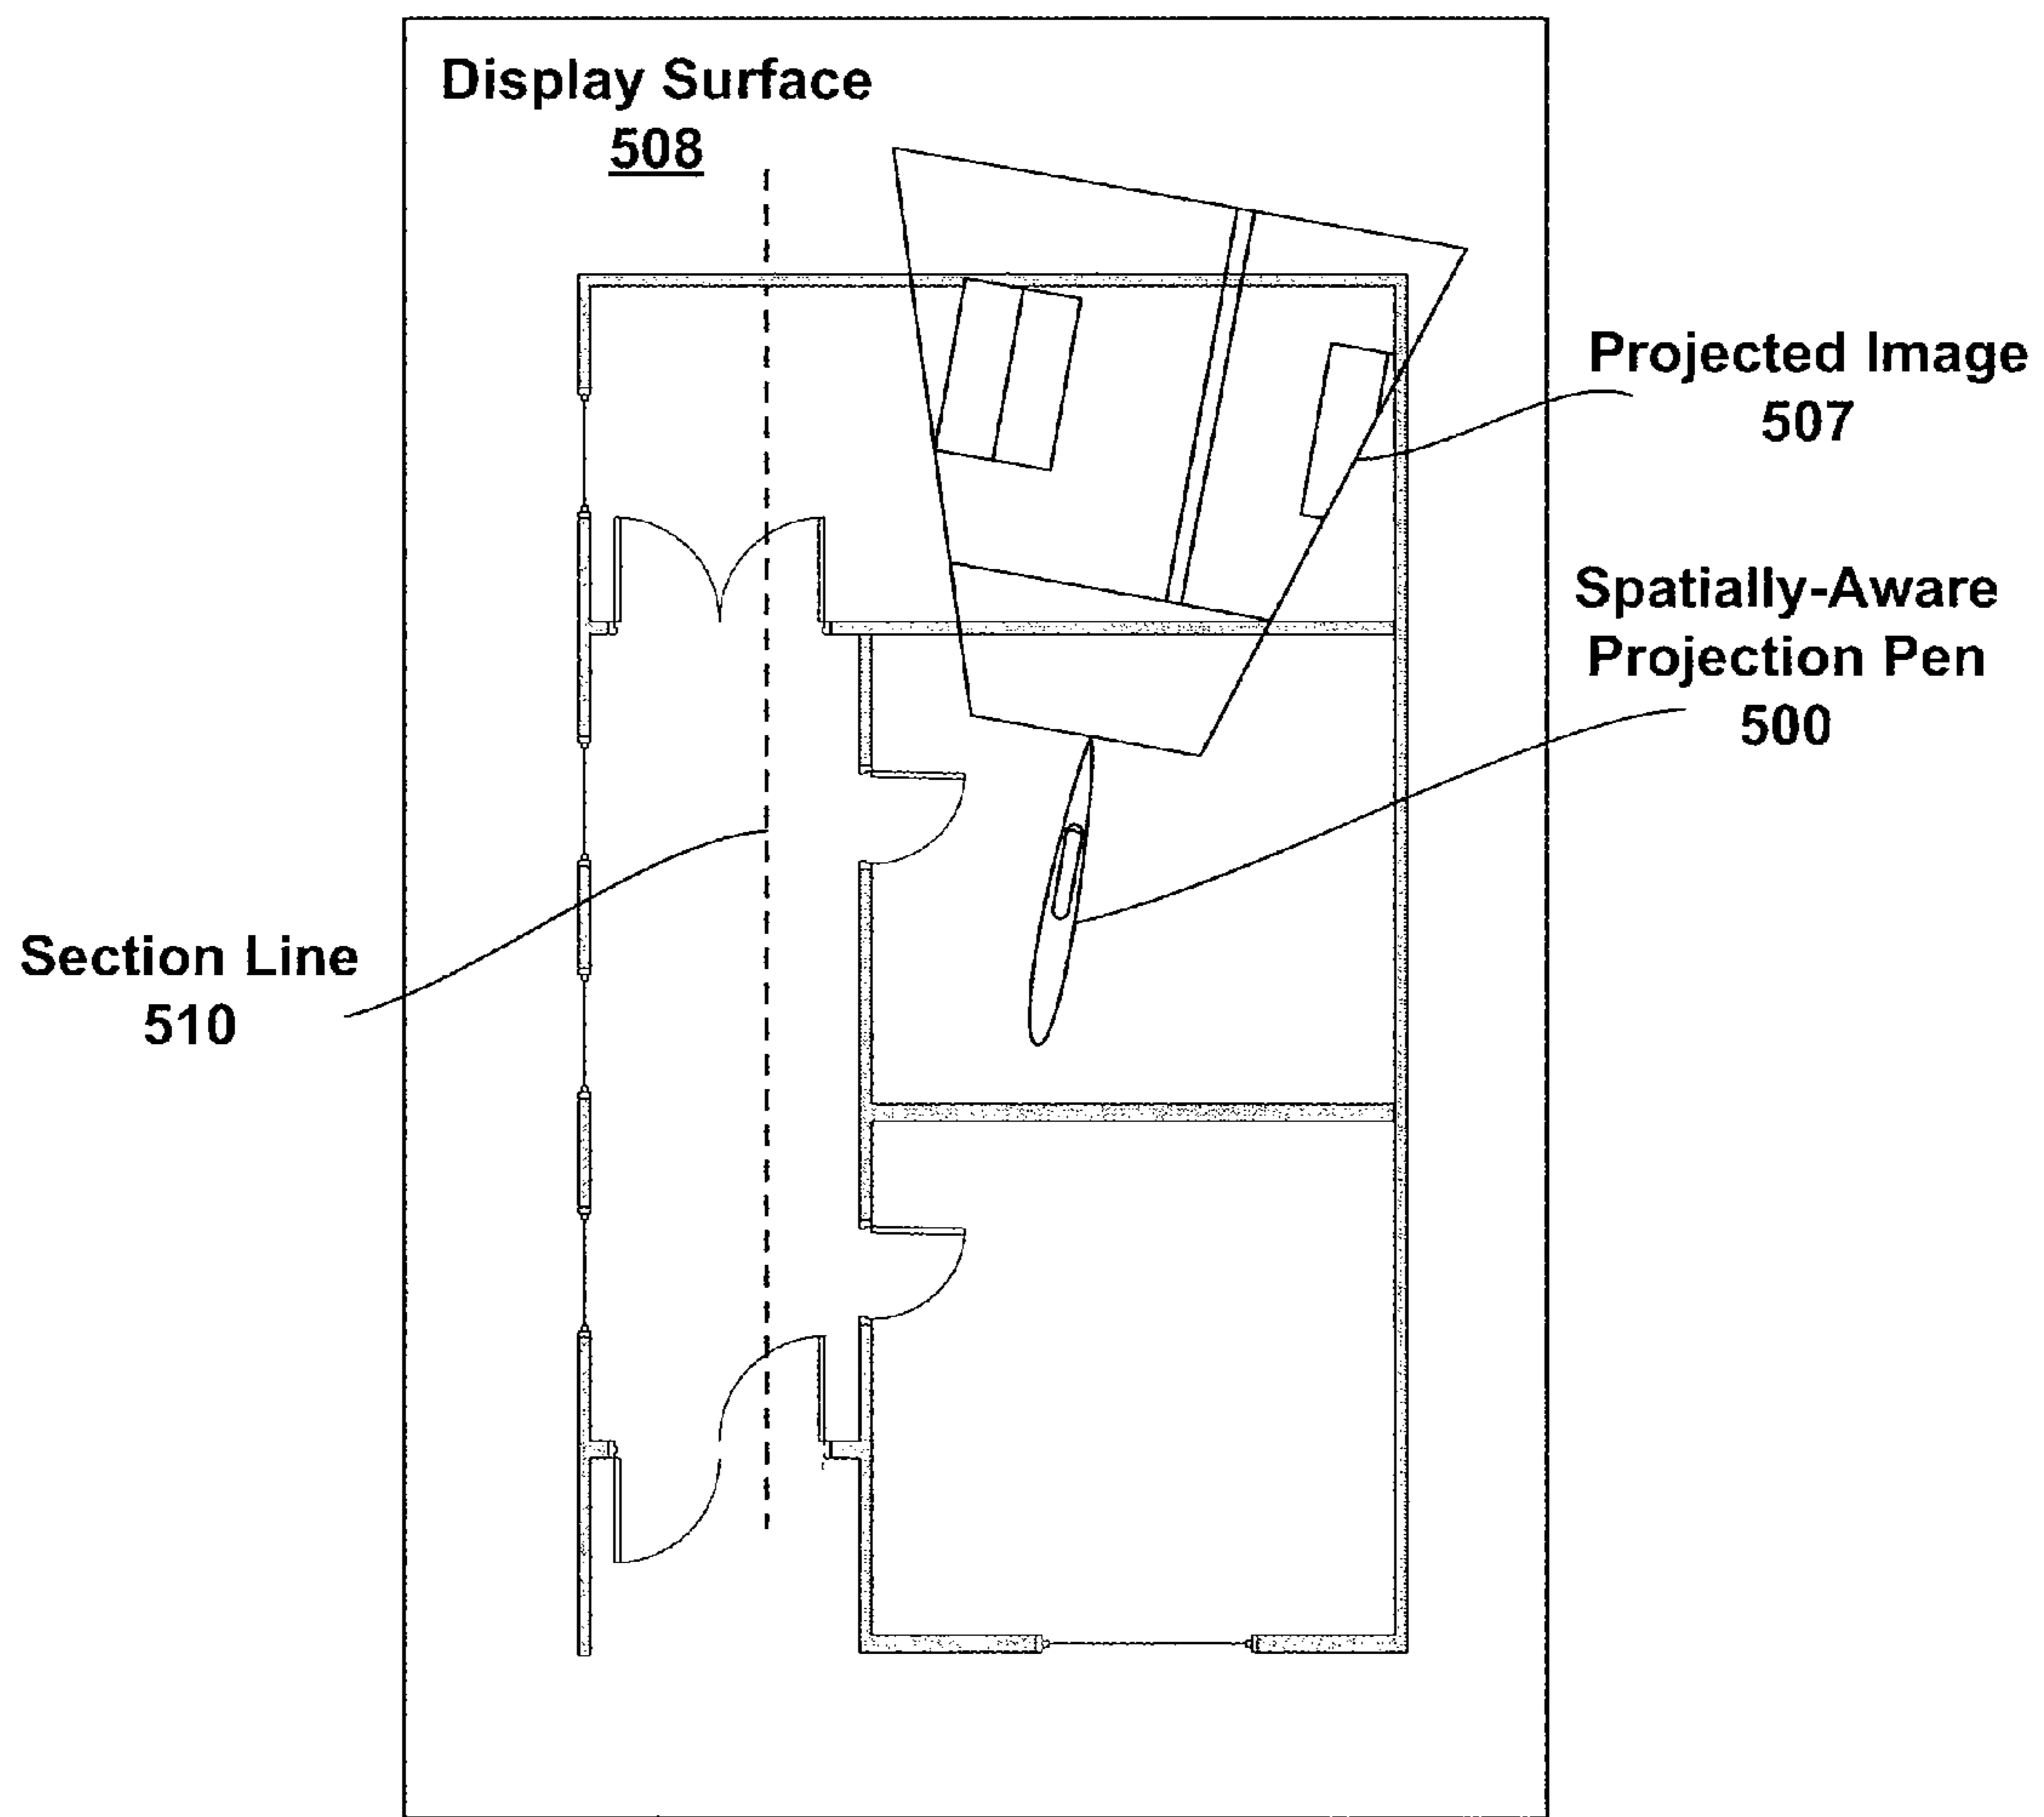 Display Surface
508
Projected Image
507
Spatially-Aware
Projection Pen
500
Section Line
510